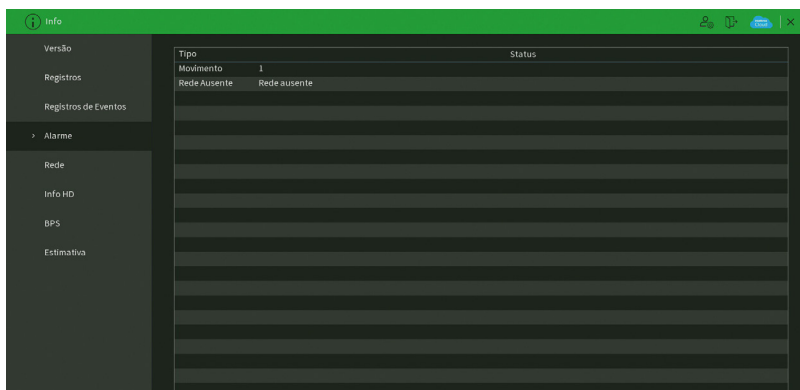 Info
Versão
Registros
Registros de Eventos
> Alarme
Rede
Info HD
BPS
Estimativa
Tipo Status
Movimento 1
Rede Ausente Rede ausente